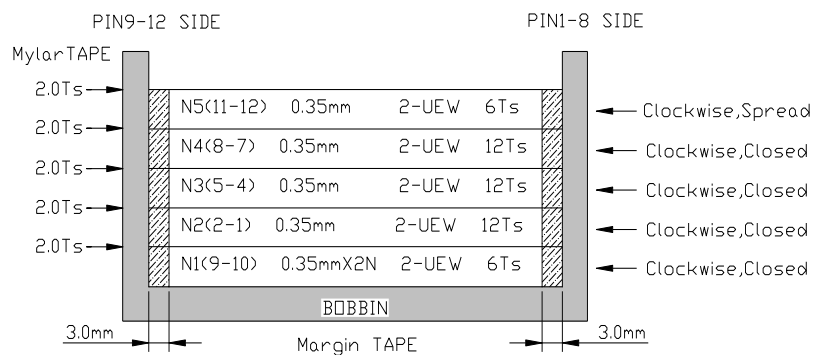 PIN9-12 SIDE PIN1-8 SIDE
MylarTAPE
2.0Ts N5(11-12) 0.35mm 2-UEW 6Ts Clockwise,Spread
2.0Ts N4(8-7) 0.35mm 2-UEW 12Ts Clockwise,Closed
2.0Ts N3(5-4) 0.35mm 2-UEW 12Ts Clockwise,Closed
2.0Ts N2(2-1) 0.35mm 2-UEW 12Ts Clockwise,Closed
2.0Ts N1(9-10) 0.35mmX2N 2-UEW 6Ts Clockwise,Closed
BOBBIN
3.0mm Margin TAPE 3.0mm